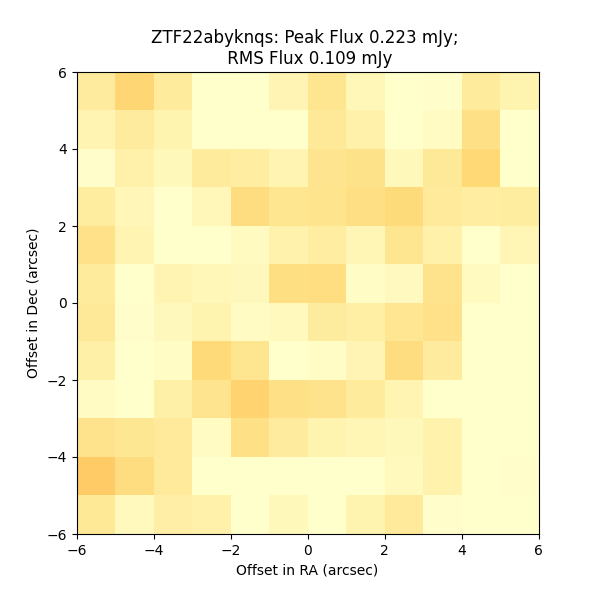 ZTF22abyknqs: Peak Flux 0.223 mJy;
RMS Flux 0.109 mJy
6
4
2
0
−2
−4
−6
Offset in Dec (arcsec)
−6 −4 −2 0 2 4 6
Offset in RA (arcsec)